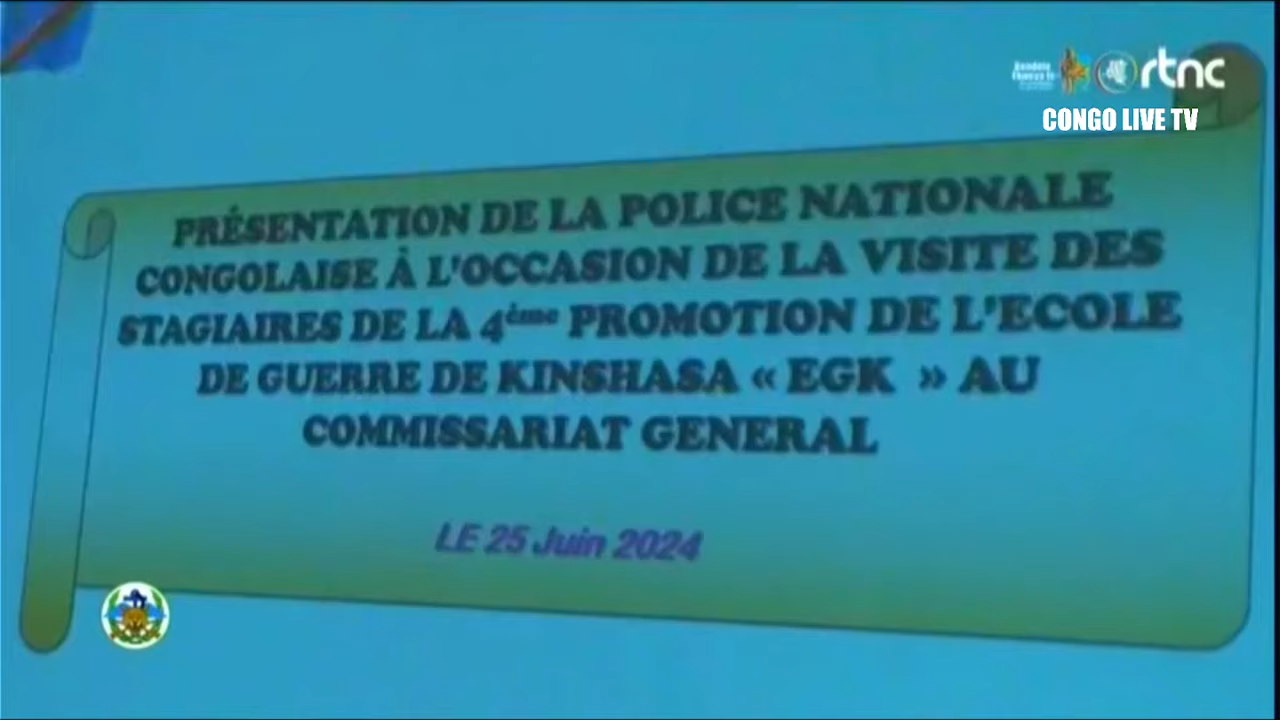 rtnc
CONGO LIVE TV
PRÉSENTATION DE LA POLICE NATIONALE
CONGOLAISE À L'OCCASION DE LA VISITE DES
STAGIAIRES DE LA 4ème PROMOTION DE L'ECOLE
DE GUERRE DE KINSHASA « EGK » AU
COMMISSARIAT GENERAL
LE 25 Juin 2024